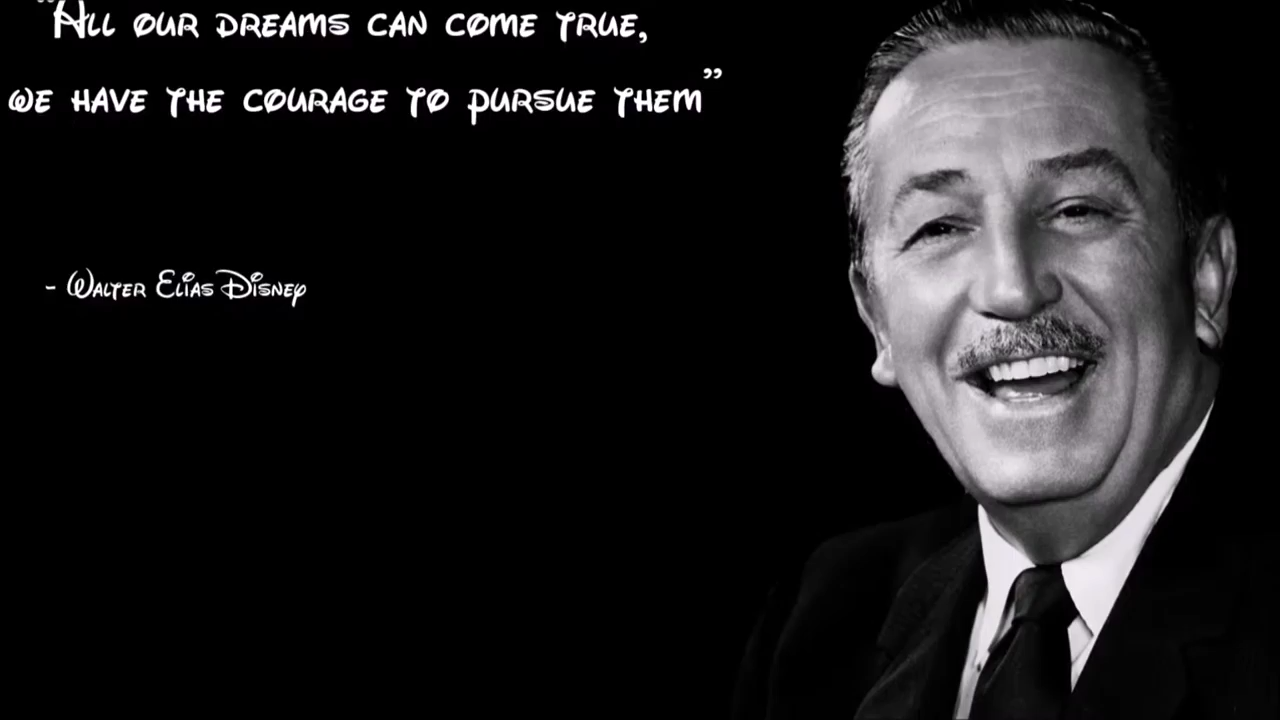 “All our dreams can come true,
we have the courage to pursue them”
- Walter Elias Disney